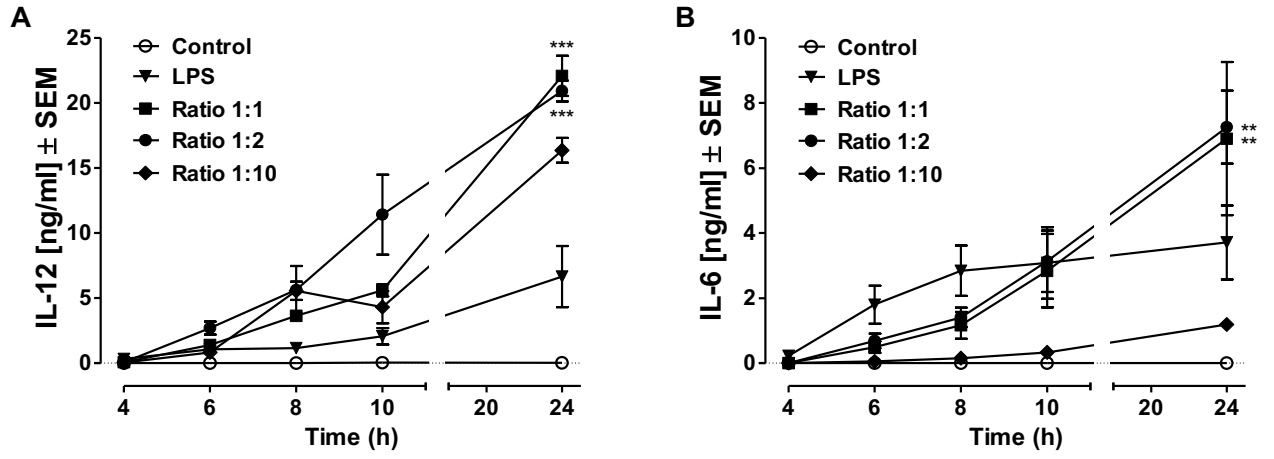 A
IL-12 [ng/ml] ± SEM
25
20
15
10
5
0
Control
LPS
Ratio 1:1
Ratio 1:2
Ratio 1:10
***
***
4 6 8 10 20 24
Time (h)
B
IL-6 [ng/ml] ± SEM
10
8
6
4
2
0
Control
LPS
Ratio 1:1
Ratio 1:2
Ratio 1:10
**
**
4 6 8 10 20 24
Time (h)